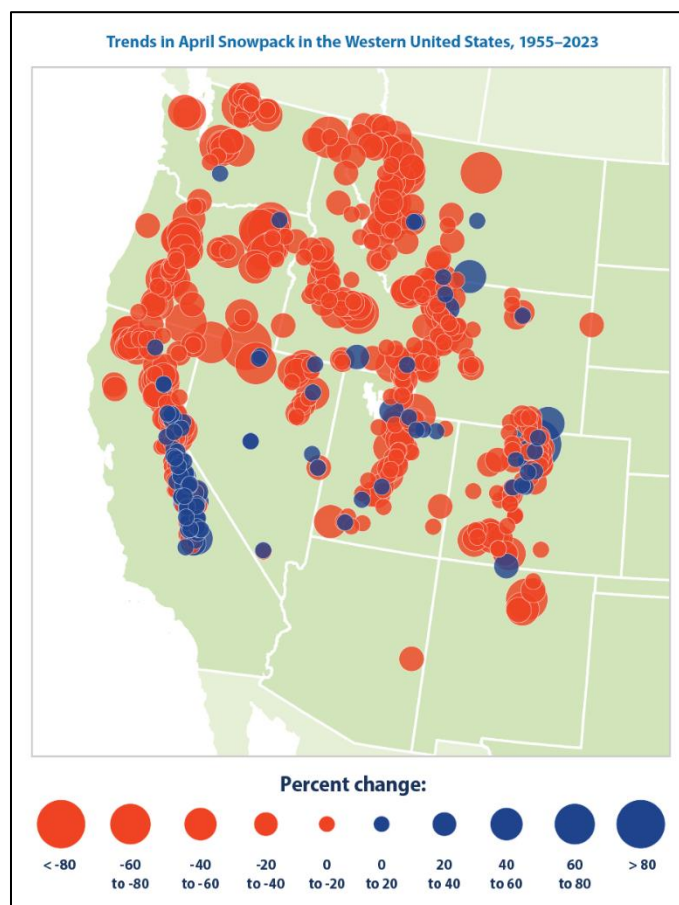 Trends in April Snowpack in the Western United States, 1955–2023
Percent change:
< -80 -60 -40 -20 0 0 20 40 60 > 80
to -80 to -60 to -40 to -20 to 20 to 40 to 60 to 80